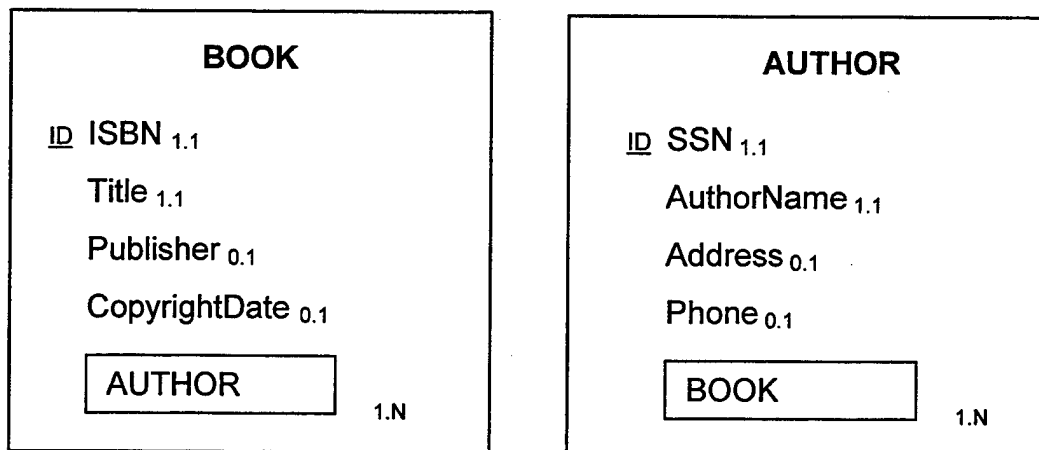 BOOK
ID ISBN 1.1
Title 1.1
Publisher 0.1
CopyrightDate 0.1
AUTHOR
1.N
AUTHOR
ID SSN 1.1
AuthorName 1.1
Address 0.1
Phone 0.1
BOOK
1.N